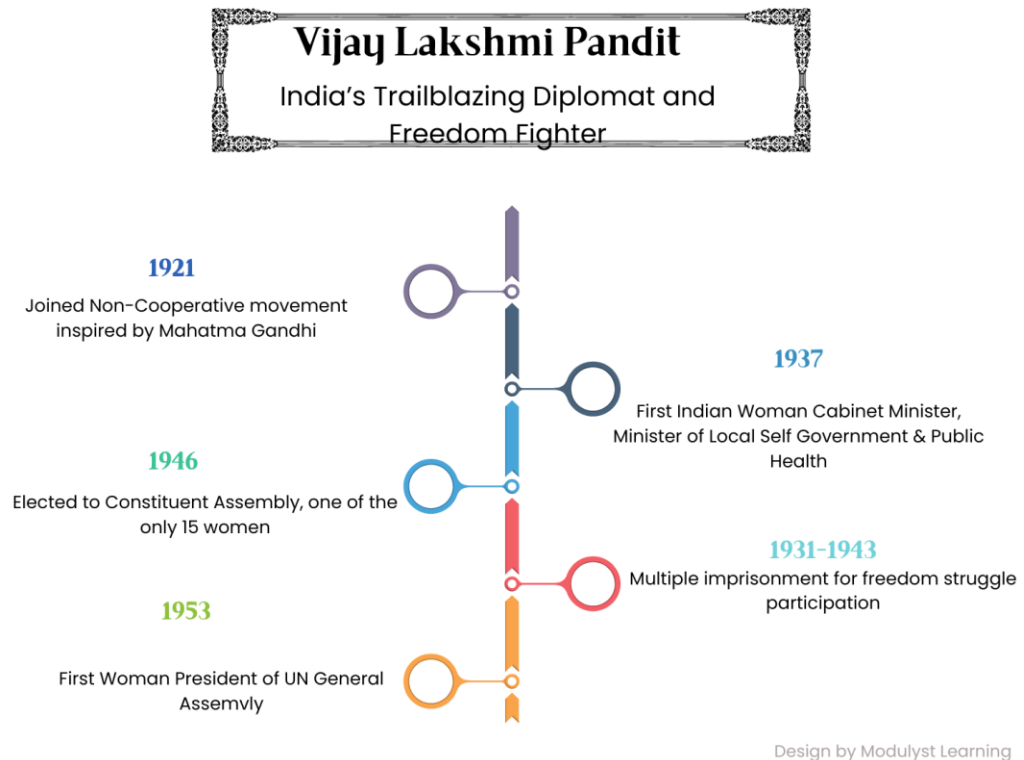 Vijay Lakshmi Pandit
India's Trailblazing Diplomat and
Freedom Fighter
1921
Joined Non-Cooperative movement
inspired by Mahatma Gandhi
1937
First Indian Woman Cabinet Minister,
Minister of Local Self Government & Public
Health
1946
Elected to Constituent Assembly, one of the
only 15 women
1931-1943
Multiple imprisonment for freedom struggle
participation
1953
First Woman President of UN General
Assemvly
Design by Modulyst Learning